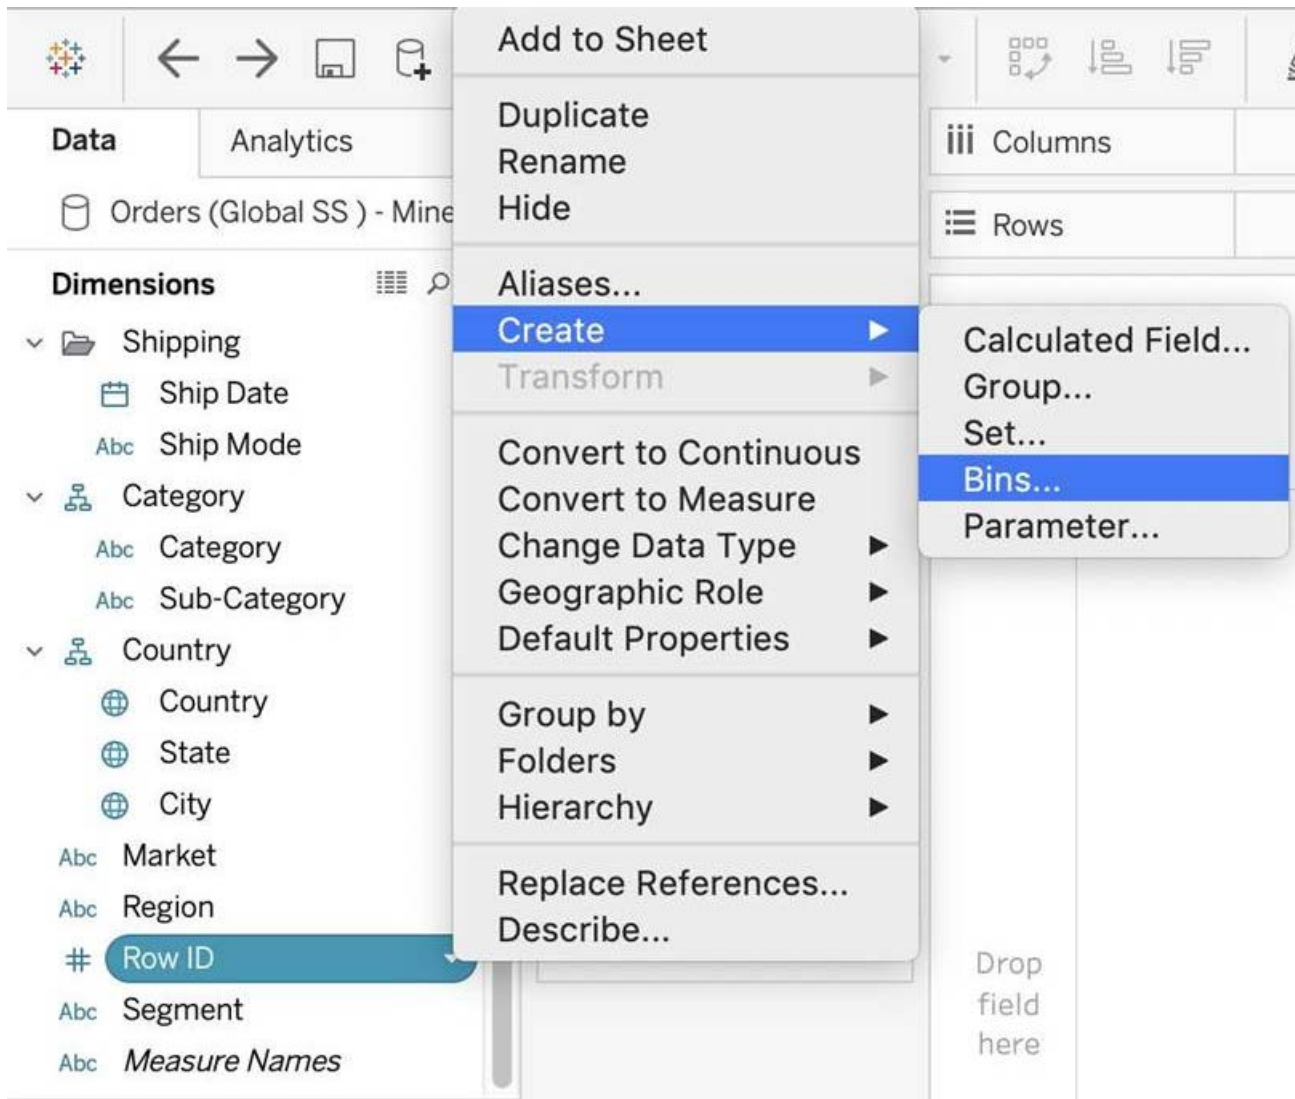 Data
Analytics
Orders (Global SS ) - Mine
Dimensions
Shipping
Ship Date
Abc Ship Mode
Category
Abc Category
Abc Sub-Category
Country
Country
State
City
Abc Market
Abc Region
# Row ID
Abc Segment
Abc Measure Names
Add to Sheet
Duplicate
Rename
Hide
Aliases...
Create
Transform
Convert to Continuous
Convert to Measure
Change Data Type
Geographic Role
Default Properties
Group by
Folders
Hierarchy
Replace References...
Describe...
Calculated Field...
Group...
Set...
Bins...
Parameter...
Columns
Rows
Drop
field
here